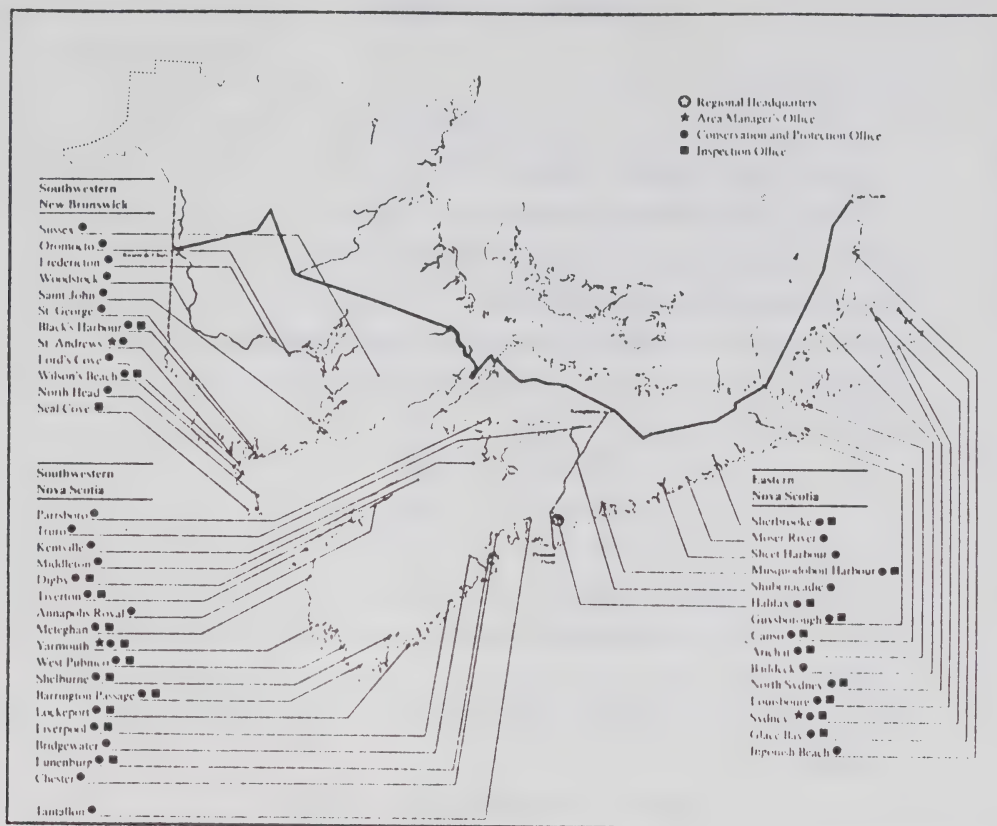 Regional Headquarters
Area Manager's Office
Conservation and Protection Office
Inspection Office
Southwestern
New Brunswick
Sussex
Oromocto
Fredericton
Woodstock
Saint John
St. George
Black's Harbour
St. Andrews
Lord's Cove
Wilson's Beach
North Head
Seal Cove
Southwestern
Nova Scotia
Parrsboro
Truro
Kentville
Middleton
Digby
Tiverton
Annapolis Royal
Meteghan
Yarmouth
West Pubnico
Shelburne
Barrington Passage
Lockeport
Liverpool
Bridgewater
Lunenburg
Chester
Tantallon
Eastern
Nova Scotia
Sherbrooke
Moser River
Sheet Harbour
Musquodoboit Harbour
Shubenacadie
Halifax
Guysborough
Canso
Arichat
Baddeck
North Sydney
Louisbourg
Sydney
Glace Bay
Ingonish Beach